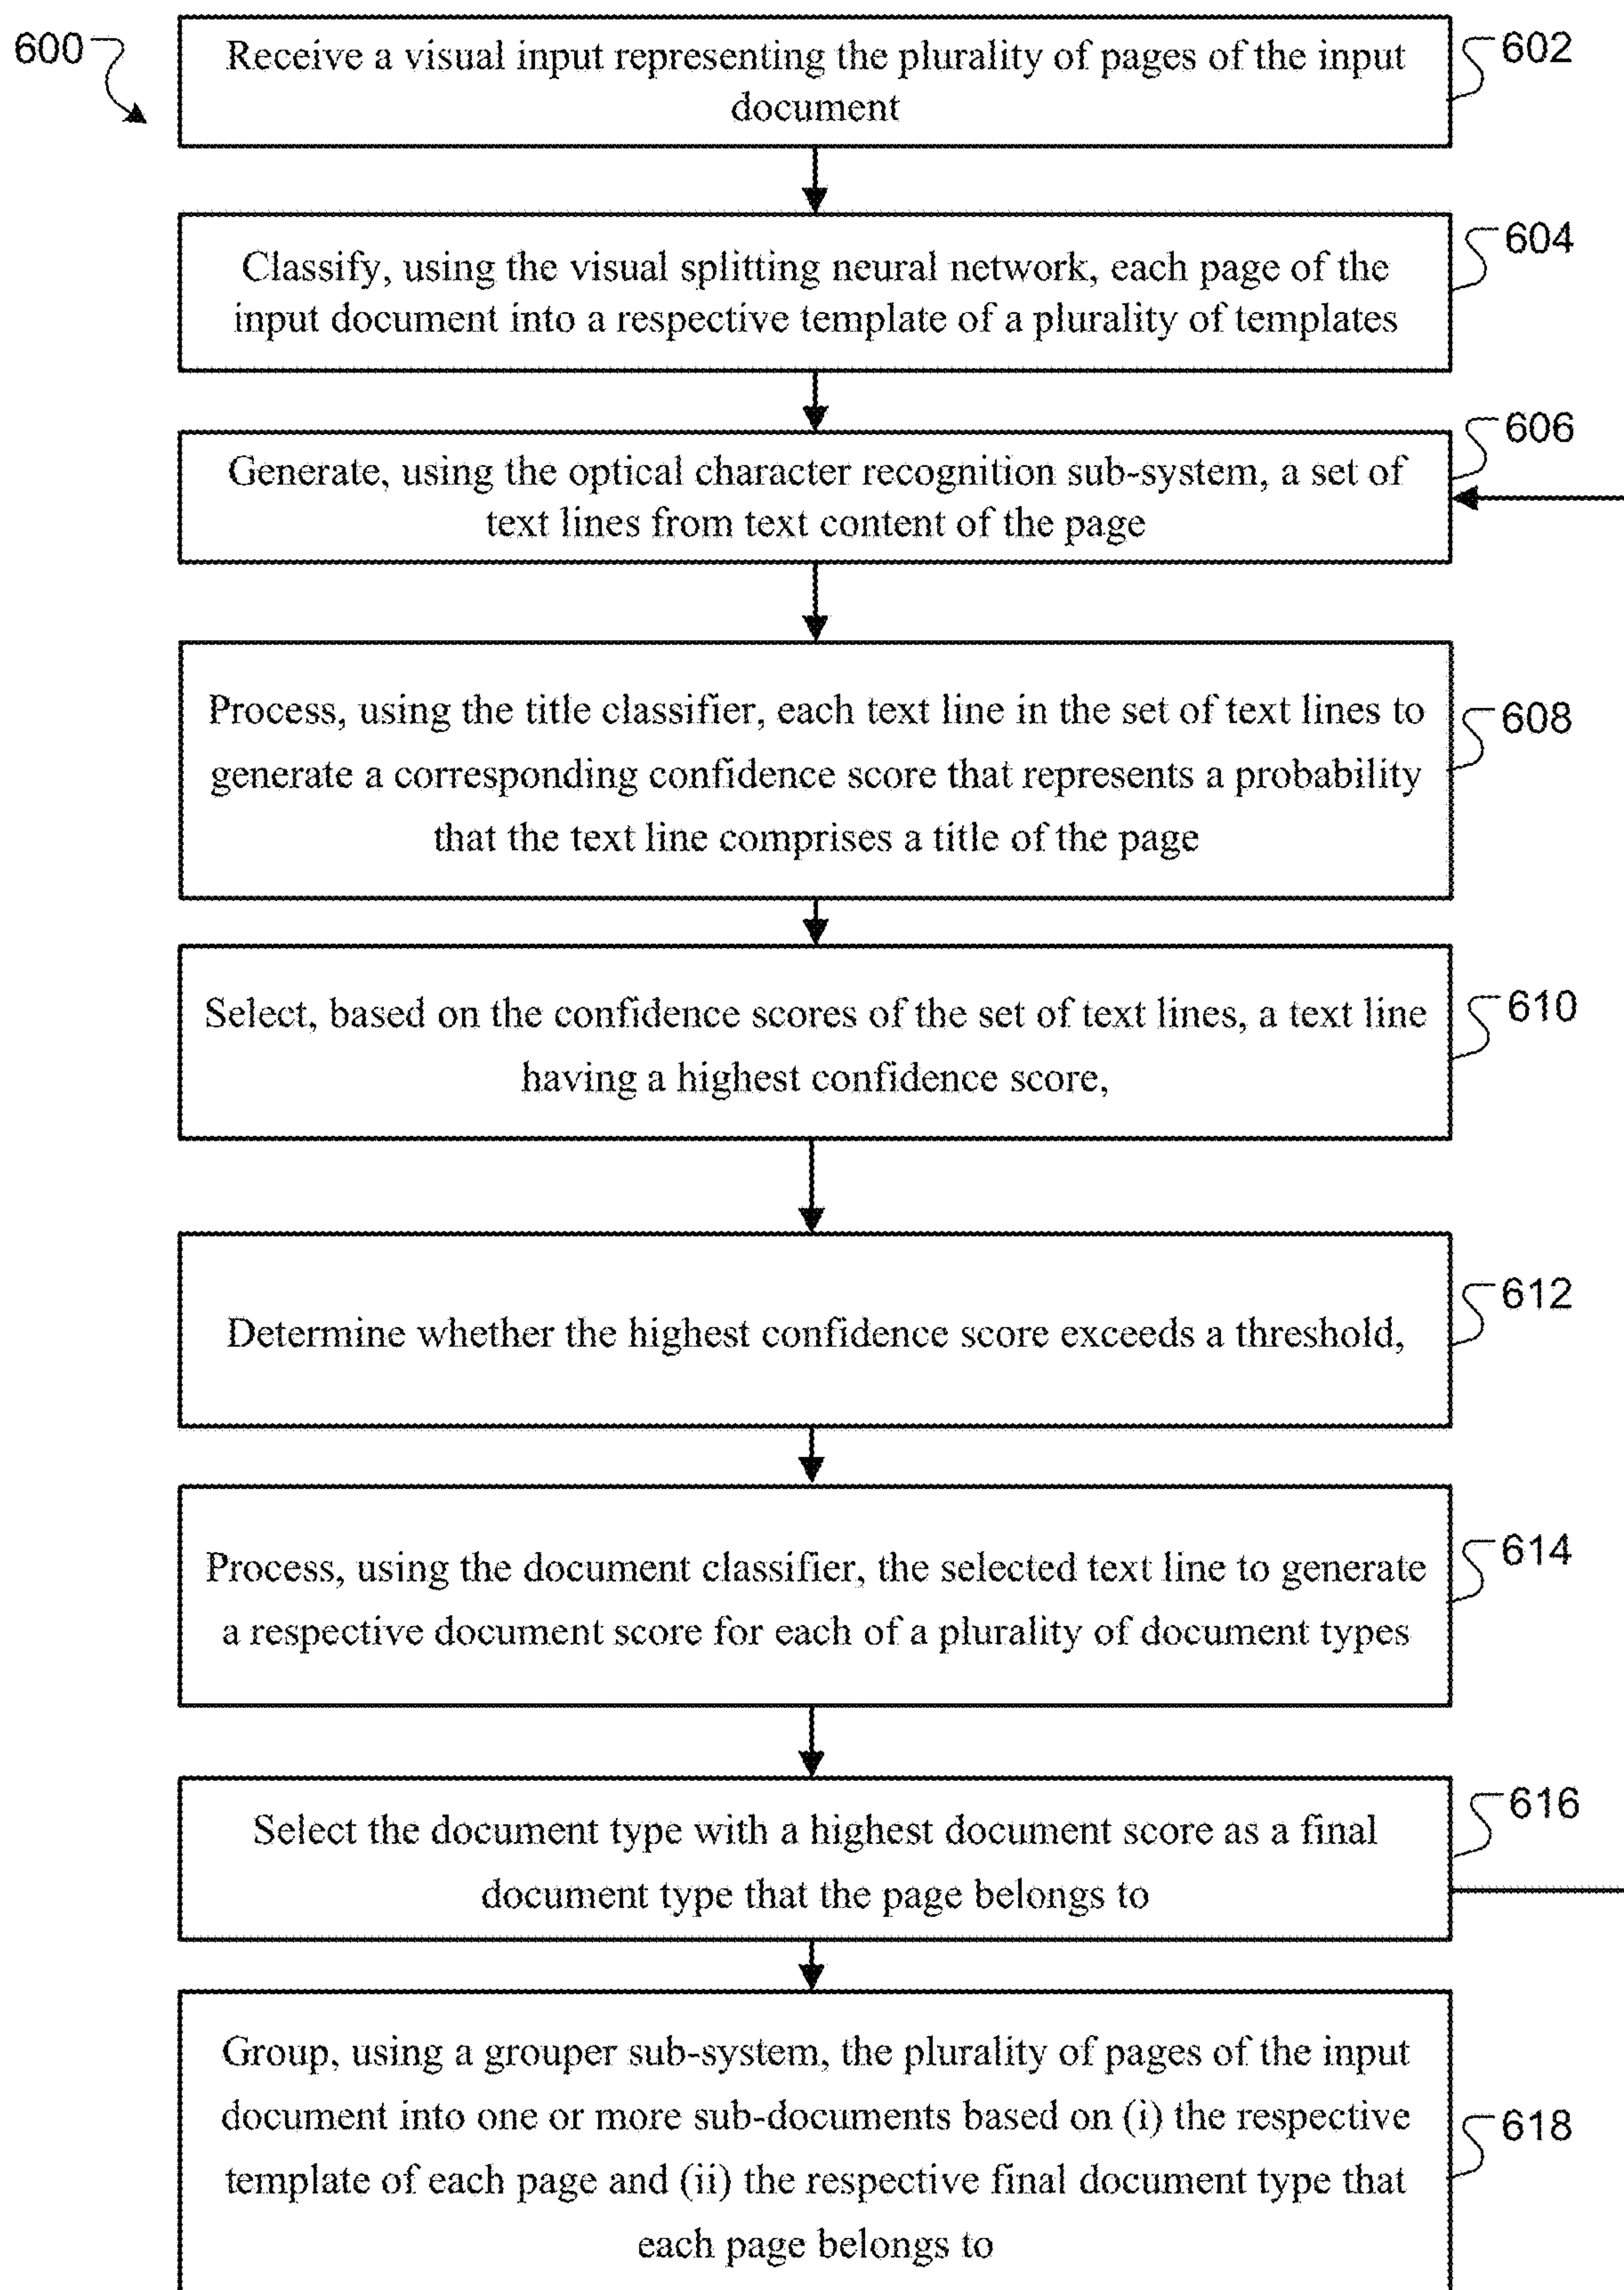 600
Receive a visual input representing the plurality of pages of the input
document
602
Classify, using the visual splitting neural network, each page of the
input document into a respective template of a plurality of templates
604
Generate, using the optical character recognition sub-system, a set of
text lines from text content of the page
606
Process, using the title classifier, each text line in the set of text lines to
generate a corresponding confidence score that represents a probability
that the text line comprises a title of the page
608
Select, based on the confidence scores of the set of text lines, a text line
having a highest confidence score,
610
Determine whether the highest confidence score exceeds a threshold,
612
Process, using the document classifier, the selected text line to generate
a respective document score for each of a plurality of document types
614
Select the document type with a highest document score as a final
document type that the page belongs to
616
Group, using a grouper sub-system, the plurality of pages of the input
document into one or more sub-documents based on (i) the respective
template of each page and (ii) the respective final document type that
each page belongs to
618